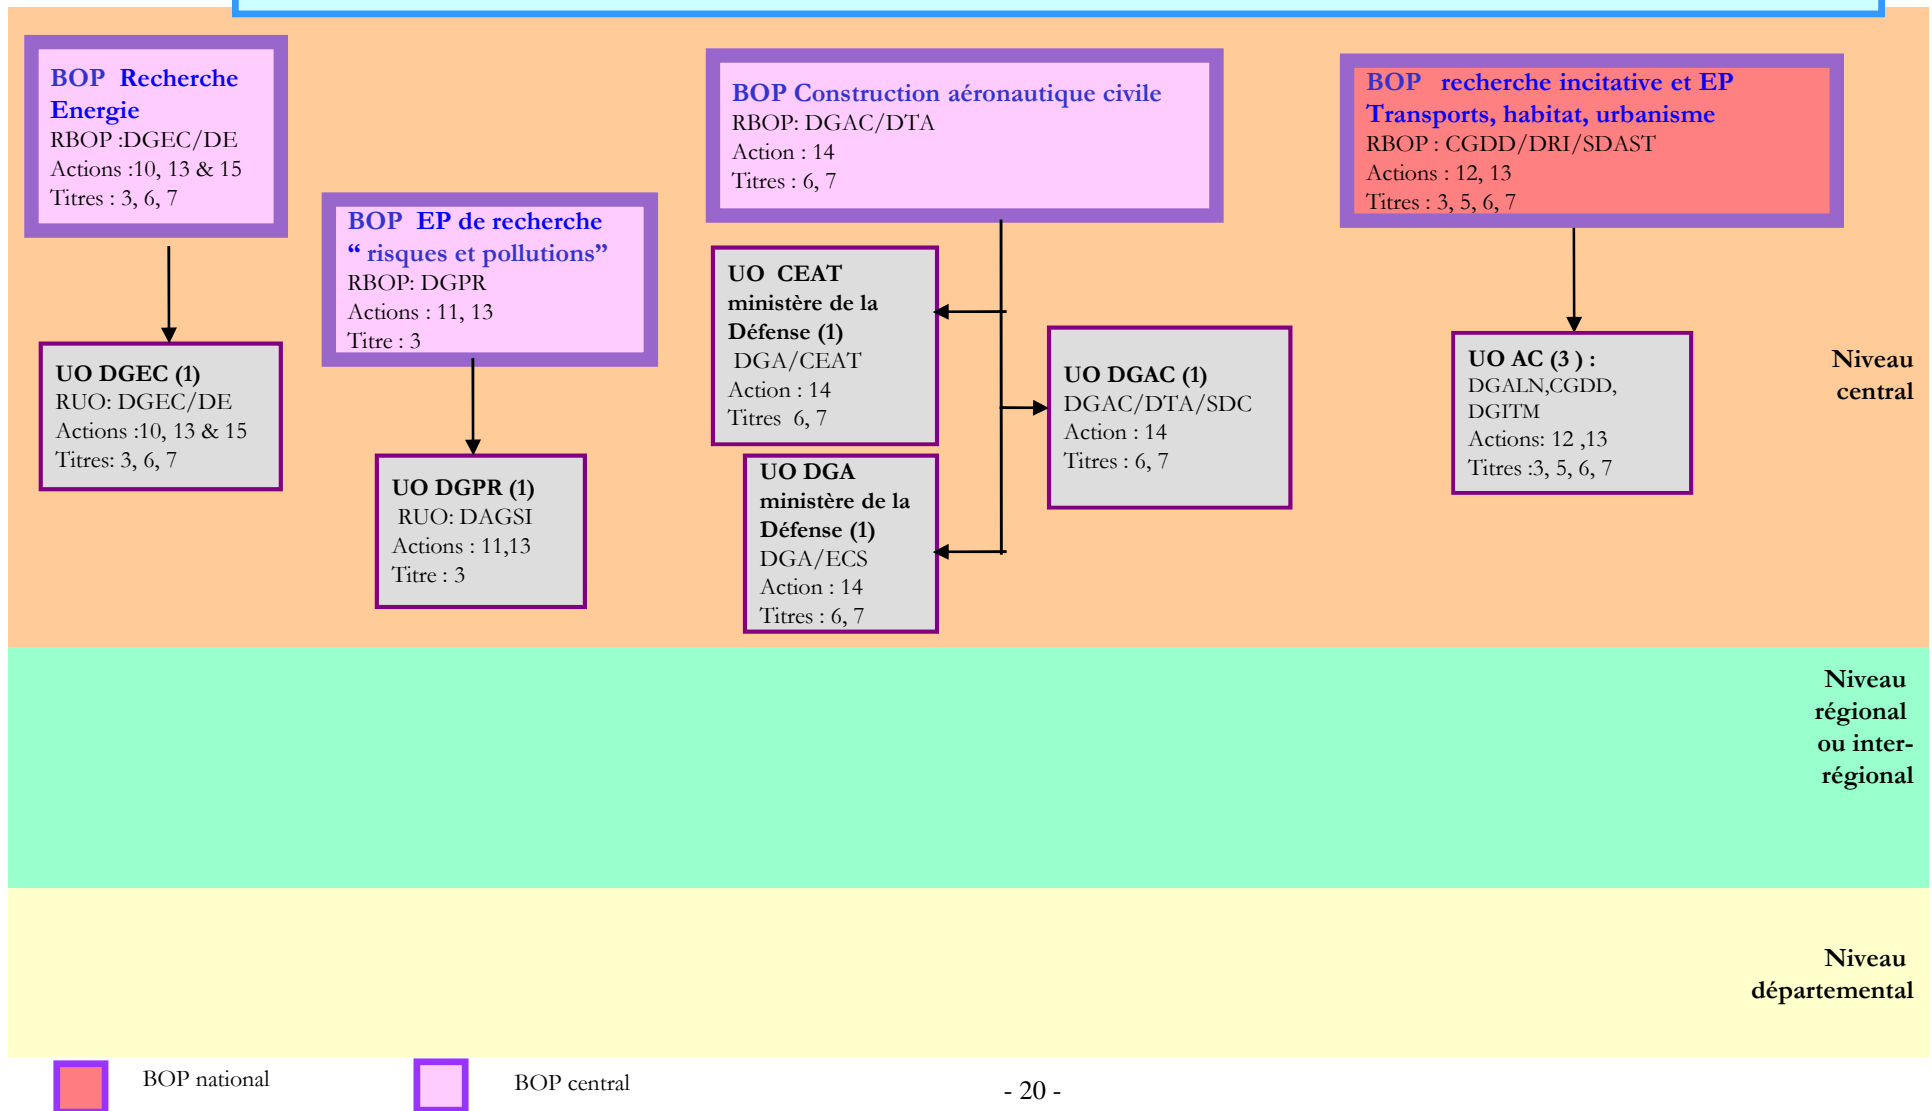 BOP Recherche
Energie
RBOP :DGEC/DE
Actions :10, 13 & 15
Titres : 3, 6, 7
BOP EP de recherche
“ risques et pollutions”
RBOP: DGPR
Actions : 11, 13
Titre : 3
BOP Construction aéronautique civile
RBOP: DGAC/DTA
Action : 14
Titres : 6, 7
BOP recherche incitative et EP
Transports, habitat, urbanisme
RBOP : CGDD/DRI/SDAST
Actions : 12, 13
Titres : 3, 5, 6, 7
UO DGEC (1)
RUO: DGEC/DE
Actions :10, 13 & 15
Titres: 3, 6, 7
UO DGPR (1)
RUO: DAGSI
Actions : 11,13
Titre : 3
UO CEAT
ministère de la
Défense (1)
DGA/CEAT
Action : 14
Titres 6, 7
UO DGA
ministère de la
Défense (1)
DGA/ECS
Action : 14
Titres : 6, 7
UO DGAC (1)
DGAC/DTA/SDC
Action : 14
Titres : 6, 7
UO AC (3 ) :
DGALN,CGDD,
DGITM
Actions: 12 ,13
Titres :3, 5, 6, 7
Niveau
central
Niveau
régional
ou inter-
régional
Niveau
départemental
BOP national
BOP central
- 20 -